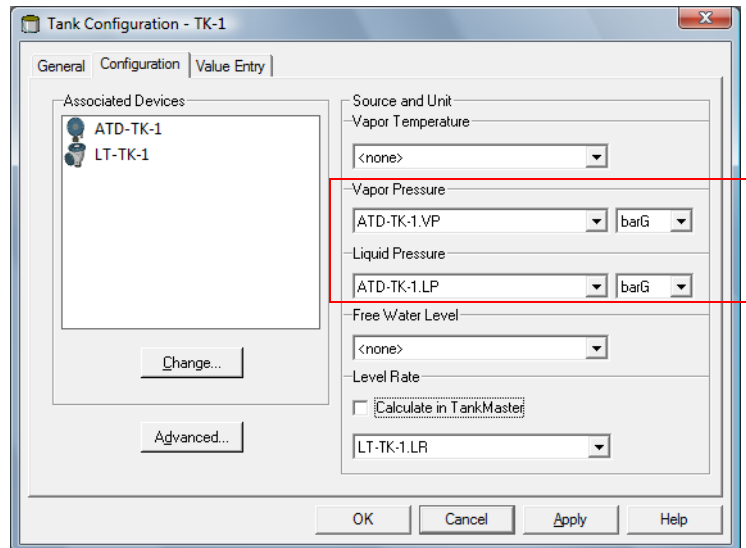 Tank Configuration - TK-1
General Configuration Value Entry
Associated Devices
ATD-TK-1
LT-TK-1
Change...
Advanced...
Source and Unit
Vapor Temperature
<none>
Vapor Pressure
ATD-TK-1.VP barG
Liquid Pressure
ATD-TK-1.LP barG
Free Water Level
<none>
Level Rate
Calculate in TankMaster
LT-TK-1.LR
OK Cancel Apply Help